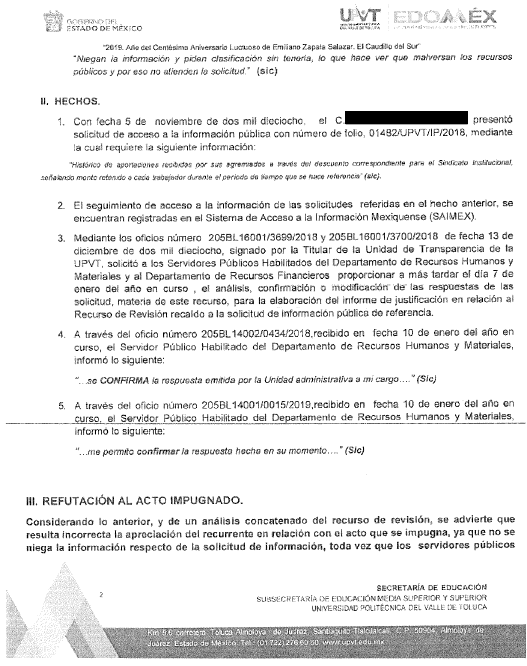 GOBIERNO DEL
ESTADO DE MÉXICO
UPVT
EDOMÉX
"2019. Año del Centésimo Aniversario Luctuoso de Emiliano Zapata Salazar. El Caudillo del Sur"
"Niegan la información y piden clasificación sin tenerla, lo que hace ver que malversan los recursos
públicos y por eso no atienden la solicitud." (sic)
II. HECHOS.
1. Con fecha 5 de noviembre de dos mil dieciocho, el C. presentó
solicitud de acceso a la información pública con número de folio, 01482/UPVT/IP/2018, mediante
la cual requiere la siguiente información:
"Histórico de aportaciones recibidas por sus agremiados a través del descuento correspondiente para el Sindicato Institucional,
señalando monto retenido a cada trabajador durante el periodo de tiempo que se hace referencia" (sic).
2. El seguimiento de acceso a la información de las solicitudes referidas en el hecho anterior, se
encuentran registradas en el Sistema de Acceso a la Información Mexiquense (SAIMEX).
3. Mediante los oficios número 205BL16001/3699/2018 y 205BL16001/3700/2018 de fecha 13 de
diciembre de dos mil dieciocho, signado por la Titular de la Unidad de Transparencia de la
UPVT, solicitó a los Servidores Públicos Habilitados del Departamento de Recursos Humanos y
Materiales y al Departamento de Recursos Financieros proporcionar a más tardar el día 7 de
enero del año en curso , el análisis, confirmación o modificación de las respuestas de las
solicitud, materia de este recurso, para la elaboración del informe de justificación en relación al
Recurso de Revisión recaído a la solicitud de información pública de referencia.
4. A través del oficio número 205BL14002/0434/2018,recibido en fecha 10 de enero del año en
curso, el Servidor Público Habilitado del Departamento de Recursos Humanos y Materiales,
informó lo siguiente:
"...se CONFIRMA la respuesta emitida por la Unidad administrativa a mi cargo...." (Sic)
5. A través del oficio número 205BL14001/0015/2019,recibido en fecha 10 de enero del año en
curso, el Servidor Público Habilitado del Departamento de Recursos Humanos y Materiales,
informó lo siguiente:
"...me permito confirmar la respuesta hecha en su momento...." (Sic)
III. REFUTACIÓN AL ACTO IMPUGNADO.
Considerando lo anterior, y de un análisis concatenado del recurso de revisión, se advierte que
resulta incorrecta la apreciación del recurrente en relación con el acto que se impugna, ya que no se
niega la información respecto de la solicitud de información, toda vez que los servidores públicos
2
SECRETARÍA DE EDUCACIÓN
SUBSECRETARÍA DE EDUCACIÓN MEDIA SUPERIOR Y SUPERIOR
UNIVERSIDAD POLITÉCNICA DEL VALLE DE TOLUCA
Km 5.6 carretera Toluca Almoloya de Juárez, Santiaguito Tlalcilalcali, C.P. 50904, Almoloya de
Juárez, Estado de México. Tel.: (01 722) 276 60 50. www.upvt.edu.mx